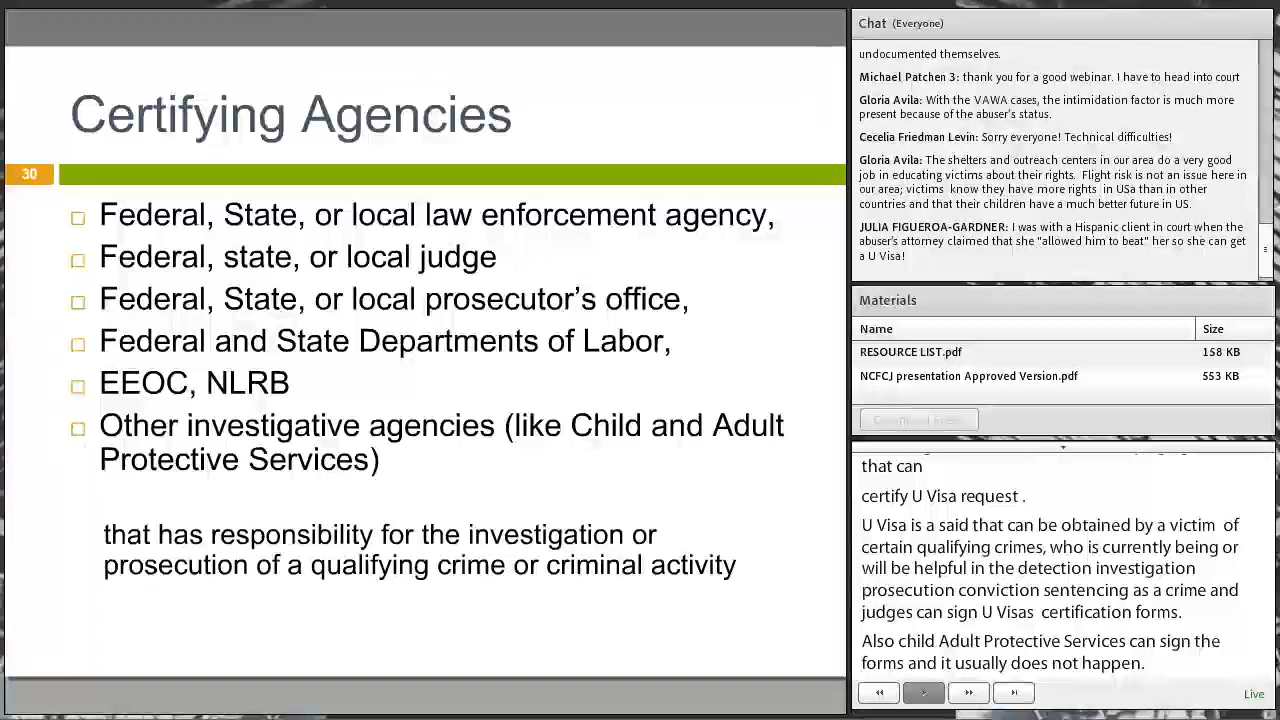 Certifying Agencies
30
Federal, State, or local law enforcement agency,
Federal, state, or local judge
Federal, State, or local prosecutor's office,
Federal and State Departments of Labor,
EEOC, NLRB
Other investigative agencies (like Child and Adult
Protective Services)
that has responsibility for the investigation or
prosecution of a qualifying crime or criminal activity
Chat (Everyone)
undocumented themselves.
Michael Patchen 3: thank you for a good webinar. I have to head into court
Gloria Avila: With the VAWA cases, the intimidation factor is much more
present because of the abuser's status.
Cecelia Friedman Levin: Sorry everyone! Technical difficulties!
Gloria Avila: The shelters and outreach centers in our area do a very good
job in educating victims about their rights. Flight risk is not an issue here in
our area; victims know they have more rights in USa than in other
countries and that their children have a much better future in US.
JULIA FIGUEROA-GARDNER: I was with a Hispanic client in court when the
abuser's attorney claimed that she "allowed him to beat" her so she can get
a U Visa!
Materials
Name Size
RESOURCE LIST.pdf 158 KB
NCFCJ presentation Approved Version.pdf 553 KB
that can
certify U Visa request .
U Visa is a said that can be obtained by a victim of
certain qualifying crimes, who is currently being or
will be helpful in the detection investigation
prosecution conviction sentencing as a crime and
judges can sign U Visas certification forms.
Also child Adult Protective Services can sign the
forms and it usually does not happen.
Live